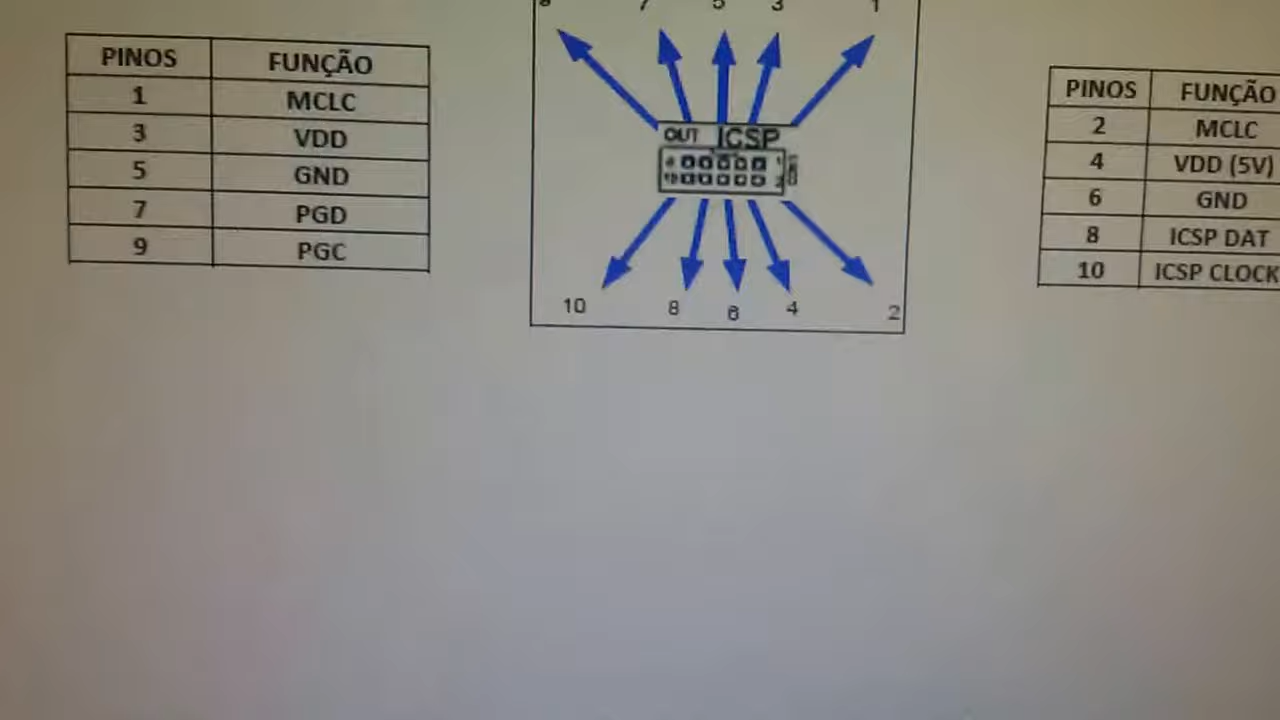 PINOS FUNÇÃO
1 MCLC
3 VDD
5 GND
7 PGD
9 PGC
9 7 5 3 1
OUT ICSP
10 8 6 4 2
PINOS FUNÇÃO
2 MCLC
4 VDD (5V)
6 GND
8 ICSP DAT
10 ICSP CLOCK